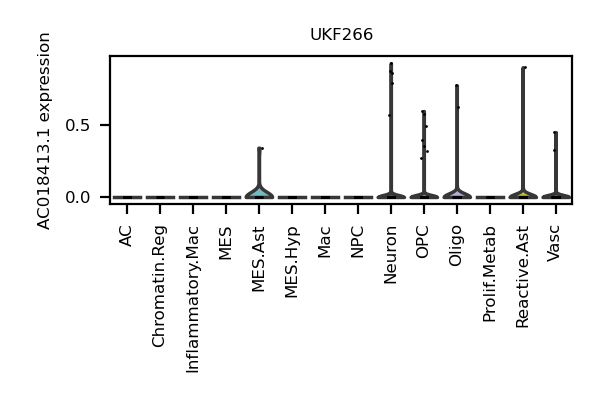 UKF266
AC018413.1 expression
0.5
0.0
AC
Chromatin.Reg
Inflammatory.Mac
MES
MES.Ast
MES.Hyp
Mac
NPC
Neuron
OPC
Oligo
Prolif.Metab
Reactive.Ast
Vasc